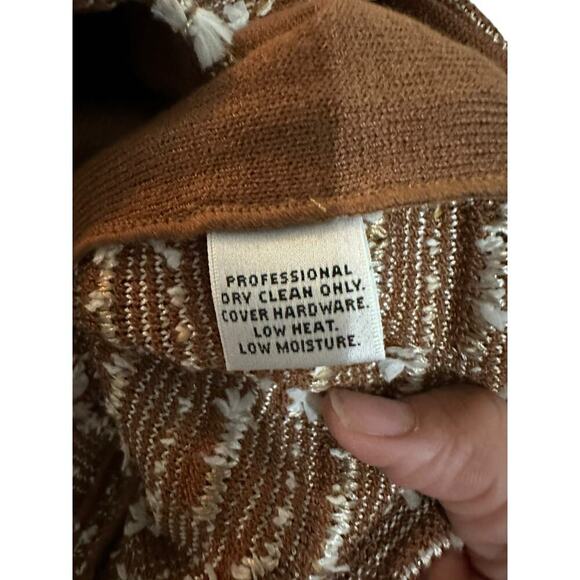 PROFESSIONAL
DRY CLEAN ONLY.
COVER HARDWARE.
LOW HEAT.
LOW MOISTURE.